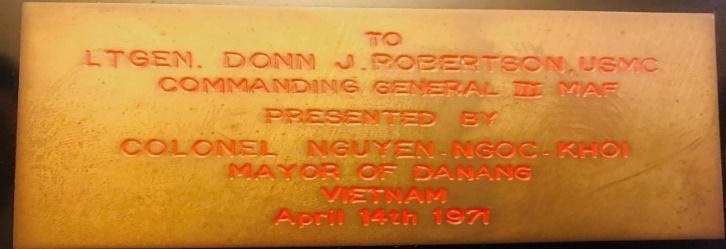 TO
LTGEN. DONN J. ROBERTSON, USMC
COMMANDING GENERAL III MAF
PRESENTED BY
COLONEL NGUYEN-NGOC-KHOI
MAYOR OF DANANG
VIETNAM
April 14th 1971